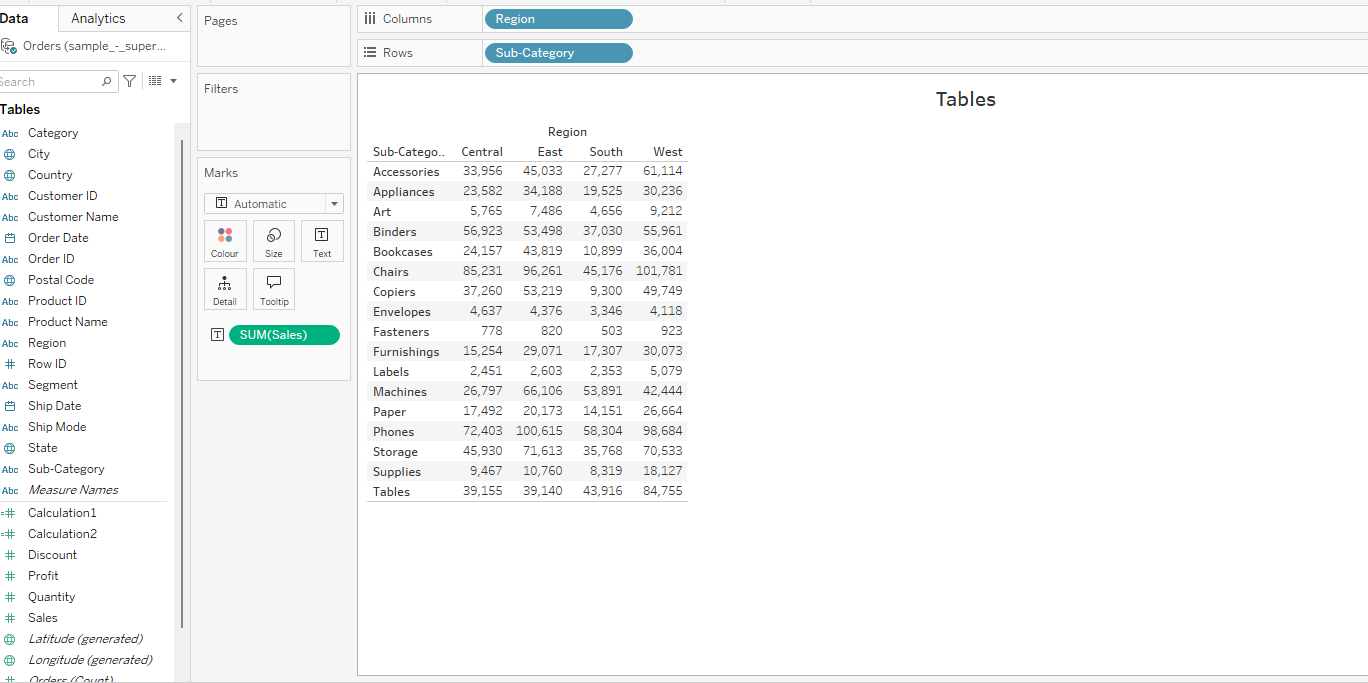 Data
Analytics
Orders (sample_-_super...
Search
Tables
Abc Category
City
Country
Abc Customer ID
Abc Customer Name
Order Date
Abc Order ID
Postal Code
Abc Product ID
Abc Product Name
Abc Region
# Row ID
Abc Segment
Ship Date
Abc Ship Mode
State
Abc Sub-Category
Abc Measure Names
=# Calculation1
=# Calculation2
# Discount
# Profit
# Quantity
# Sales
Latitude (generated)
Longitude (generated)
# Orders (Count)
Pages
Filters
Marks
Automatic
Colour Size Text
Detail Tooltip
SUM(Sales)
Columns Region
Rows Sub-Category
Tables
Region
Sub-Catego.. Central East South West
Accessories 33,956 45,033 27,277 61,114
Appliances 23,582 34,188 19,525 30,236
Art 5,765 7,486 4,656 9,212
Binders 56,923 53,498 37,030 55,961
Bookcases 24,157 43,819 10,899 36,004
Chairs 85,231 96,261 45,176 101,781
Copiers 37,260 53,219 9,300 49,749
Envelopes 4,637 4,376 3,346 4,118
Fasteners 778 820 503 923
Furnishings 15,254 29,071 17,307 30,073
Labels 2,451 2,603 2,353 5,079
Machines 26,797 66,106 53,891 42,444
Paper 17,492 20,173 14,151 26,664
Phones 72,403 100,615 58,304 98,684
Storage 45,930 71,613 35,768 70,533
Supplies 9,467 10,760 8,319 18,127
Tables 39,155 39,140 43,916 84,755